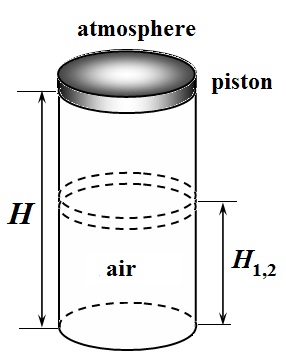 atmosphere
piston
H
H1,2
air